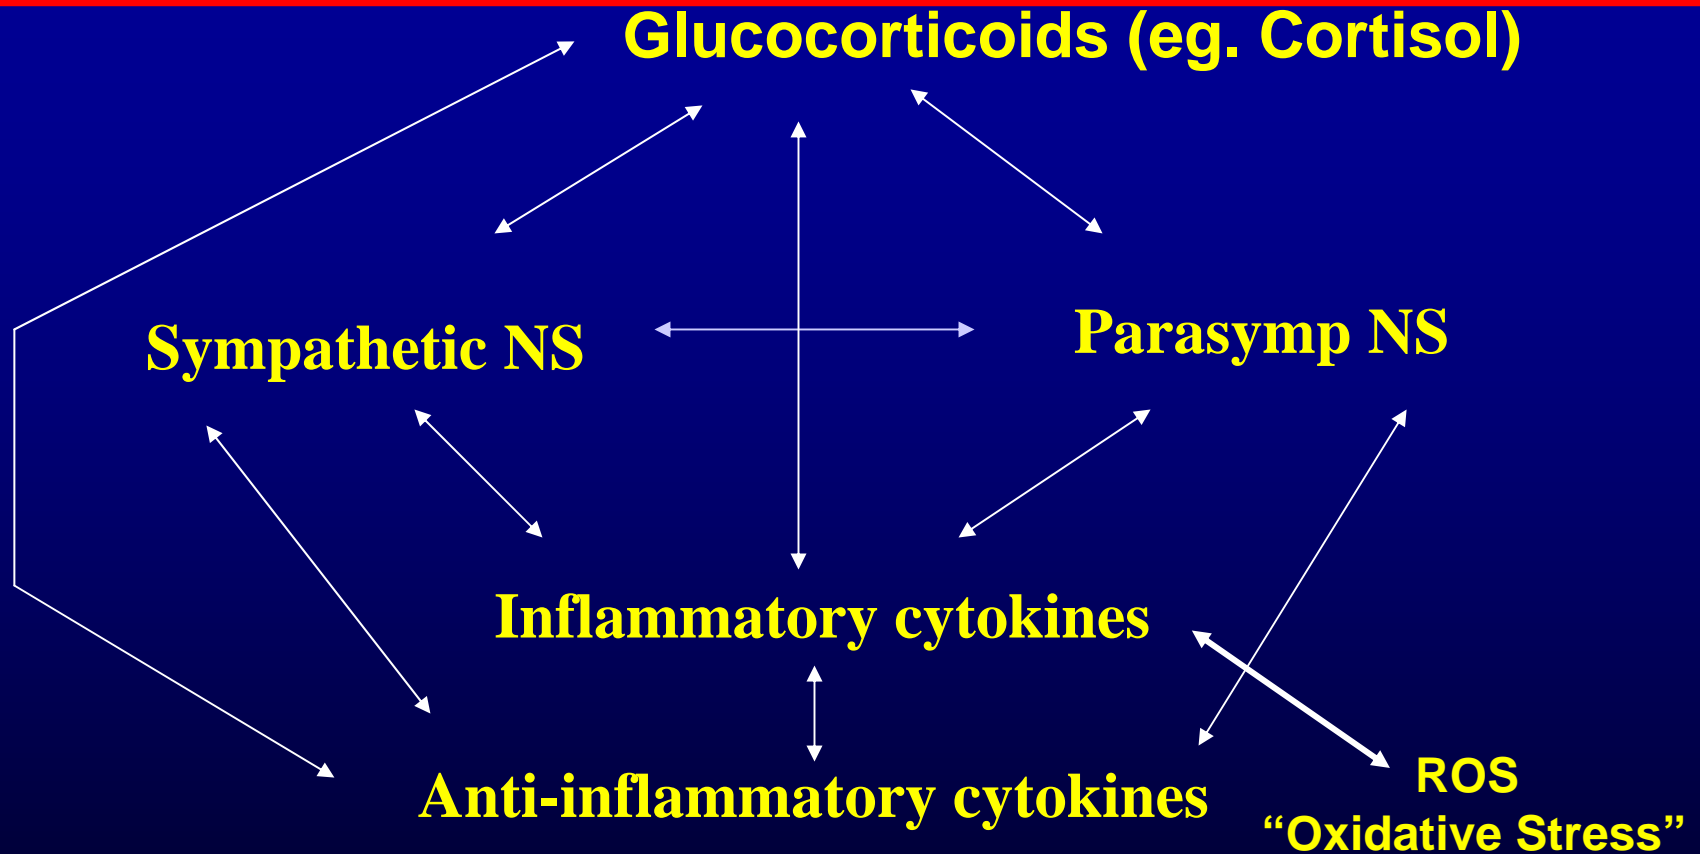 Glucocorticoids (eg. Cortisol)
Sympathetic NS
Parasymp NS
Inflammatory cytokines
Anti-inflammatory cytokines
ROS
“Oxidative Stress”